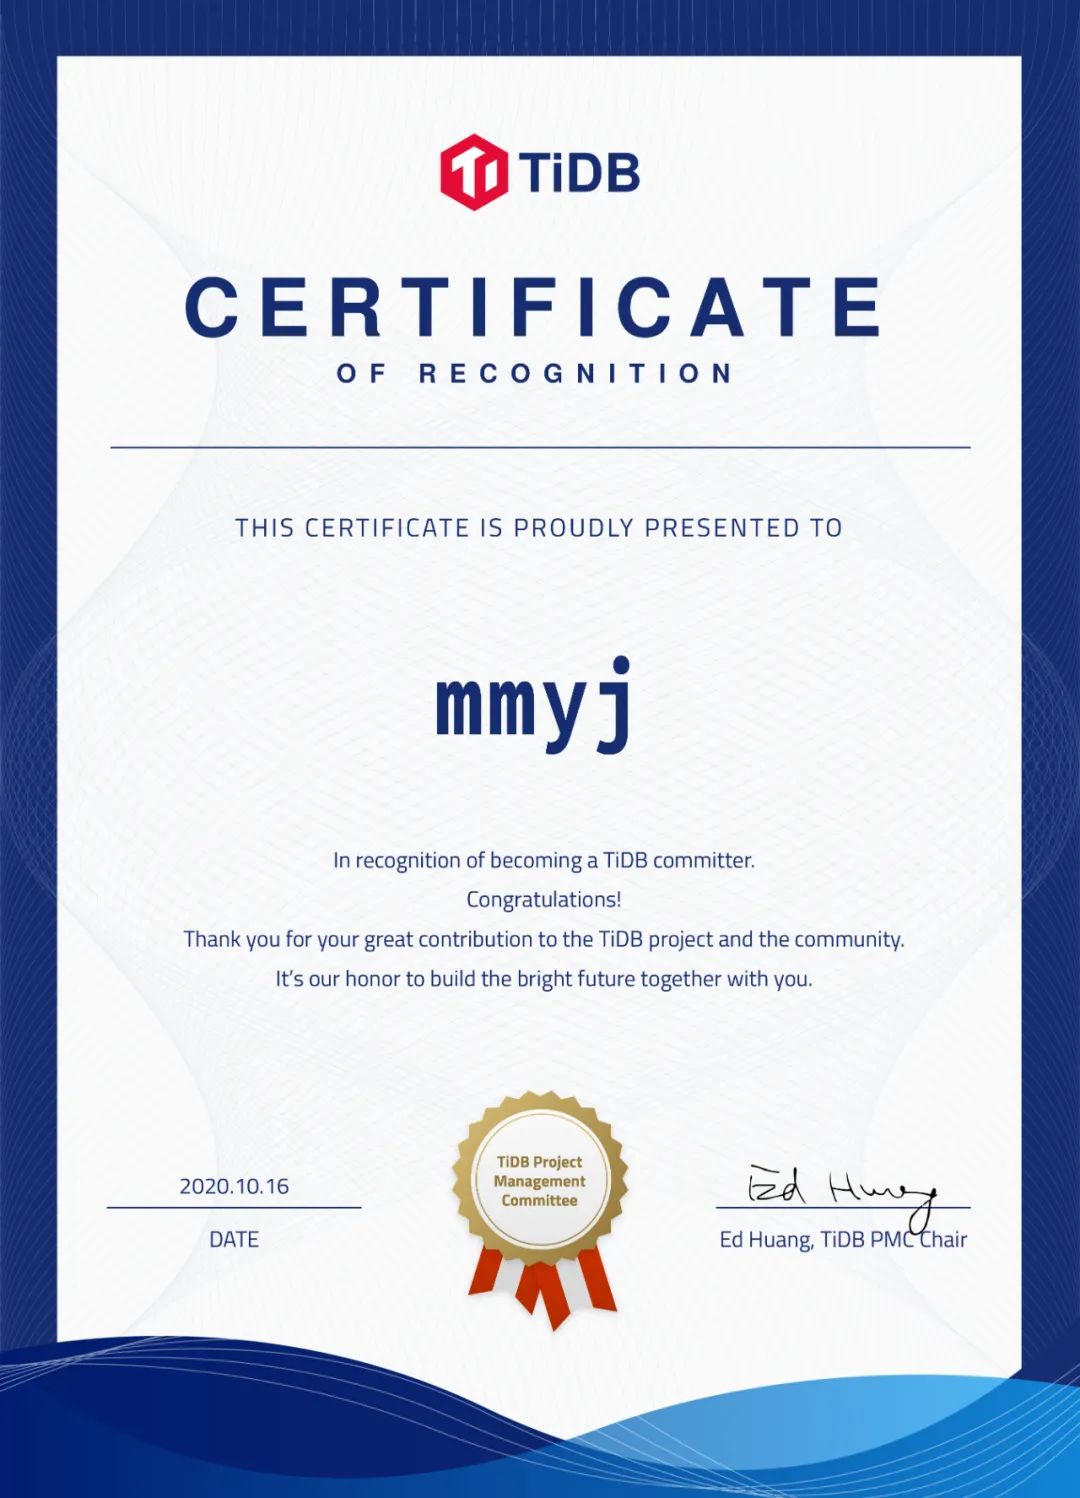 TiDB
CERTIFICATE
OF RECOGNITION
THIS CERTIFICATE IS PROUDLY PRESENTED TO
mmyj
In recognition of becoming a TiDB committer.
Congratulations!
Thank you for your great contribution to the TiDB project and the community.
It's our honor to build the bright future together with you.
TiDB Project
Management
Committee
2020.10.16
DATE
Ed Huang
Ed Huang, TiDB PMC Chair